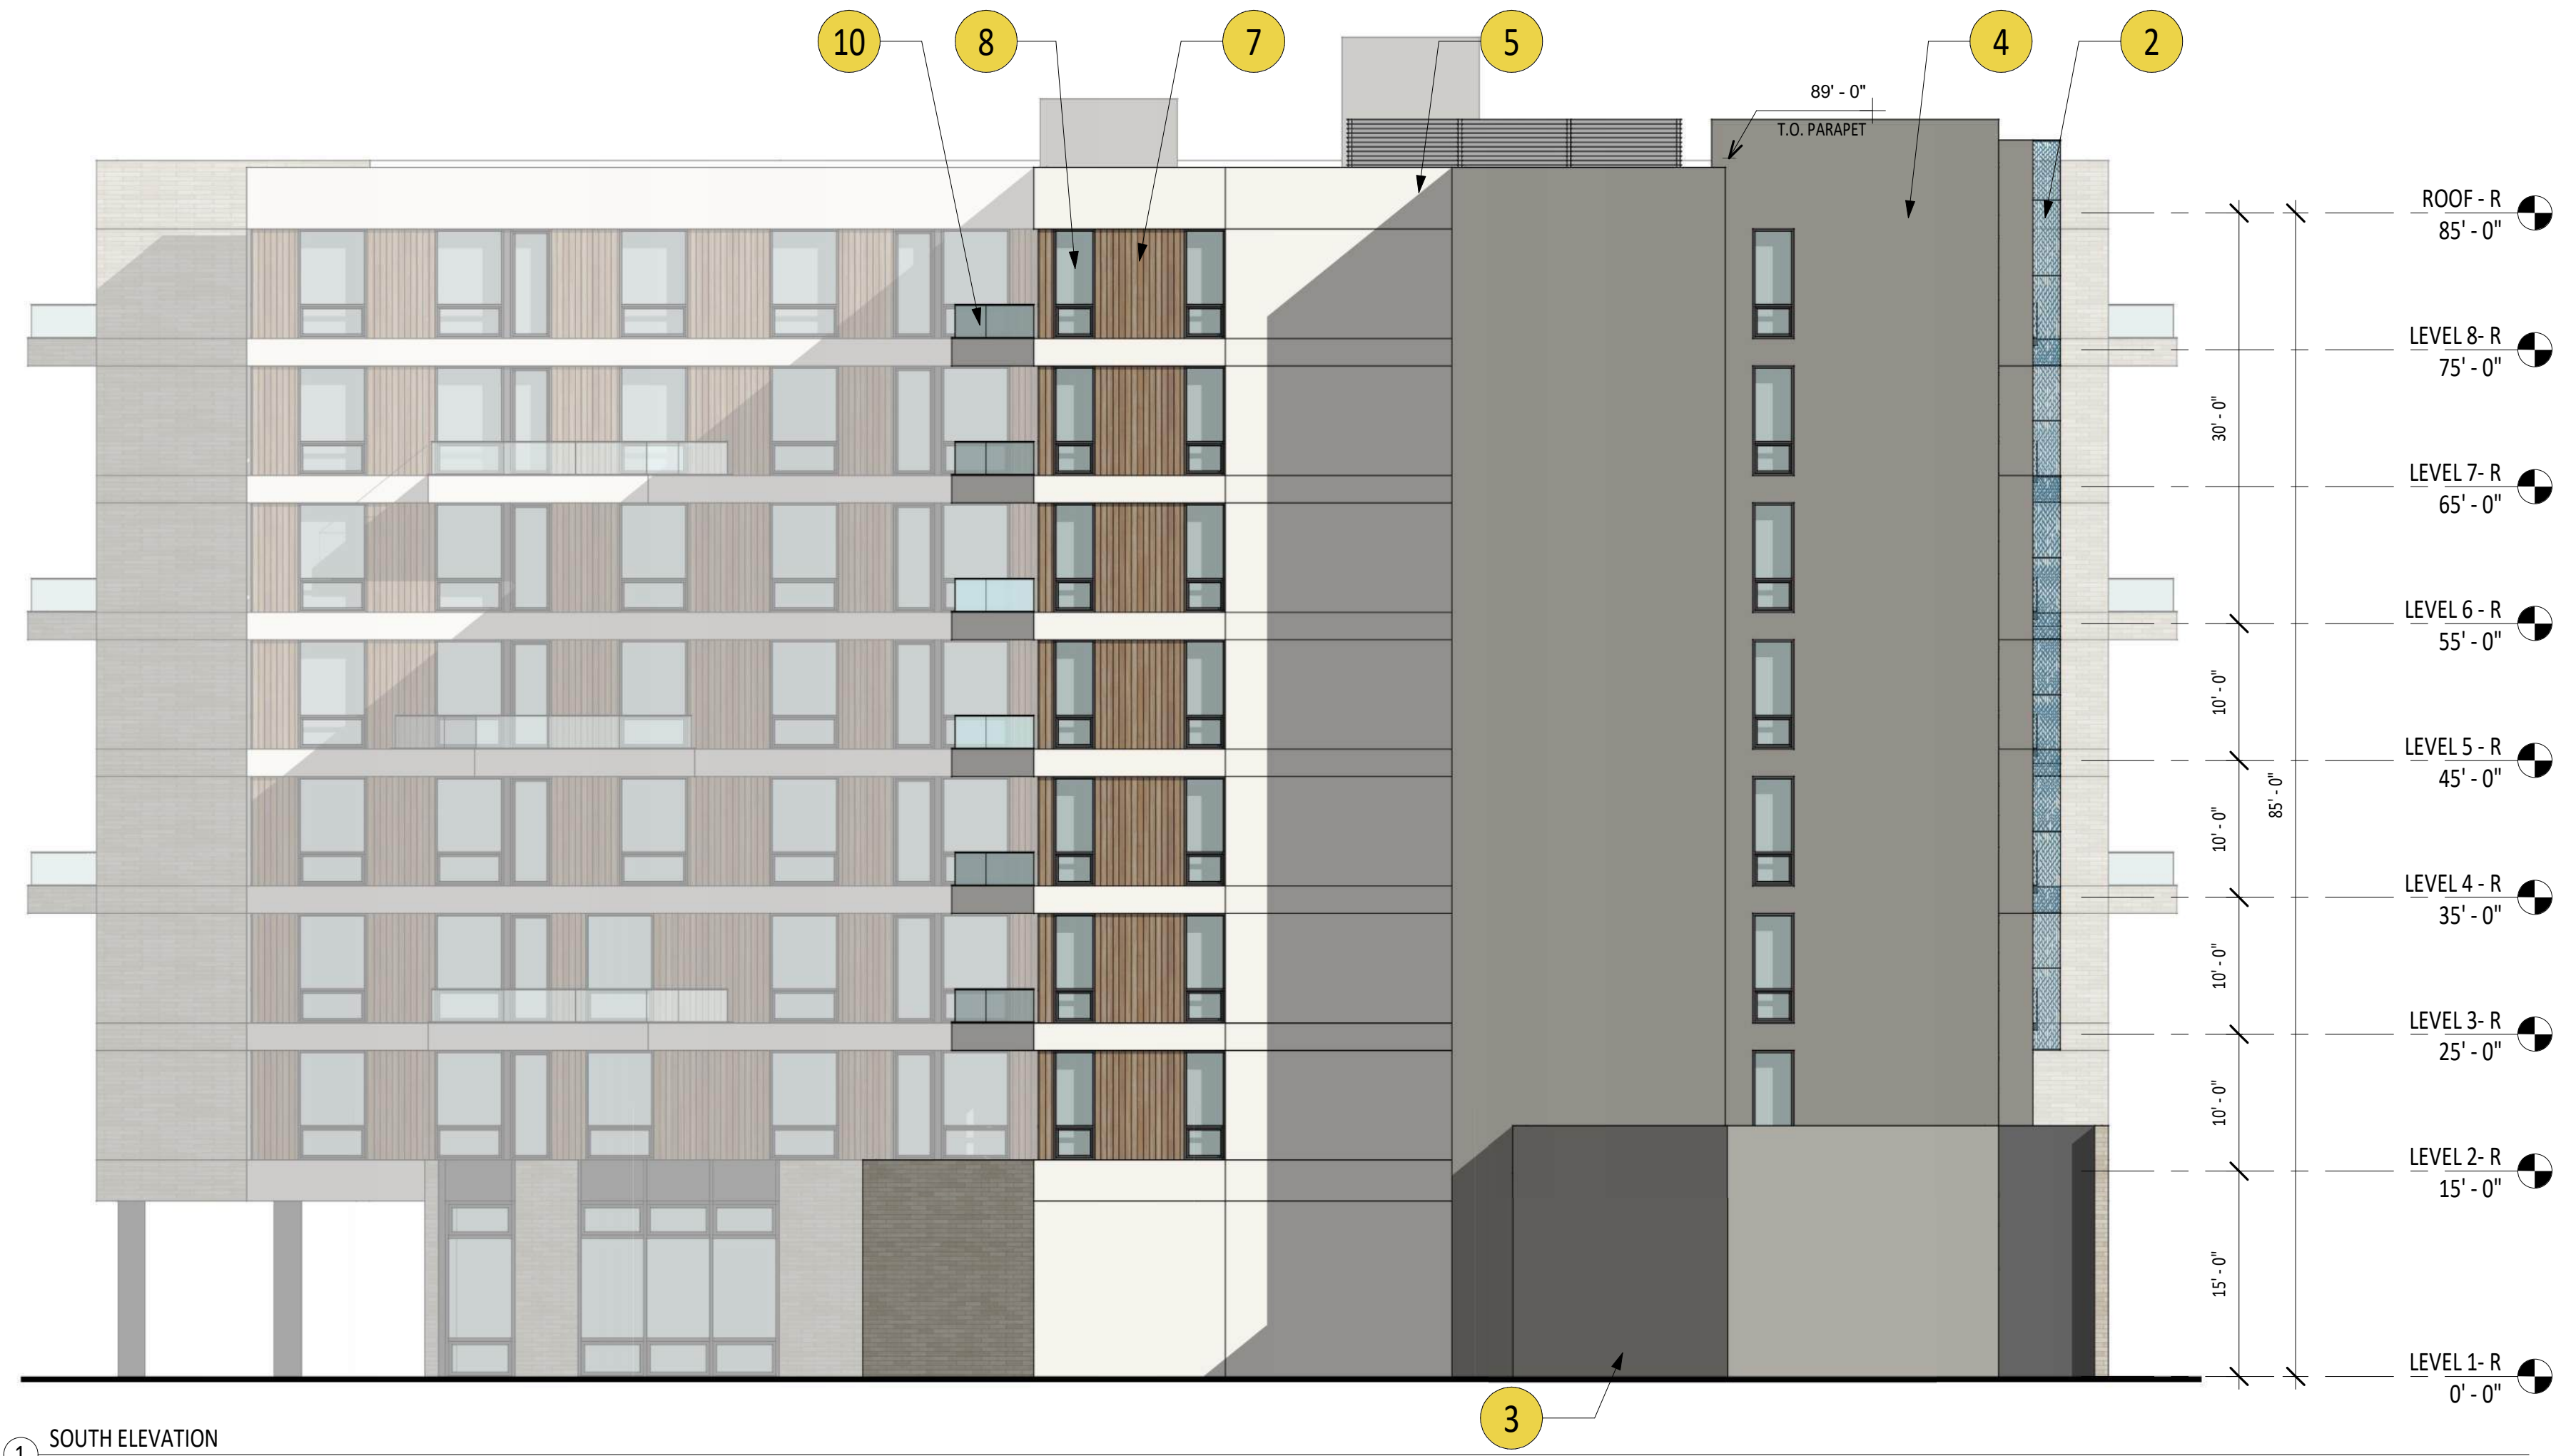 10
8
7
5
4
2
89' - 0"
T.O. PARAPET
ROOF - R
85' - 0"
LEVEL 8- R
75' - 0"
30' - 0"
LEVEL 7- R
65' - 0"
LEVEL 6 - R
55' - 0"
10' - 0"
LEVEL 5 - R
45' - 0"
85' - 0"
10' - 0"
LEVEL 4 - R
35' - 0"
10' - 0"
LEVEL 3- R
25' - 0"
10' - 0"
LEVEL 2- R
15' - 0"
15' - 0"
LEVEL 1- R
0' - 0"
3
SOUTH ELEVATION
1